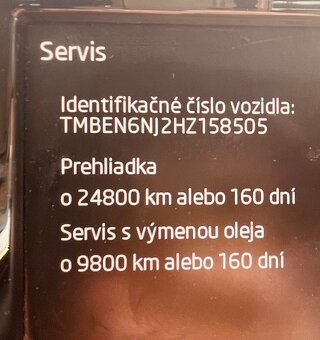 Servis
Identifikačné číslo vozidla:
TMBEN6NJ2HZ158505
Prehliadka
o 24800 km alebo 160 dní
Servis s výmenou oleja
o 9800 km alebo 160 dní